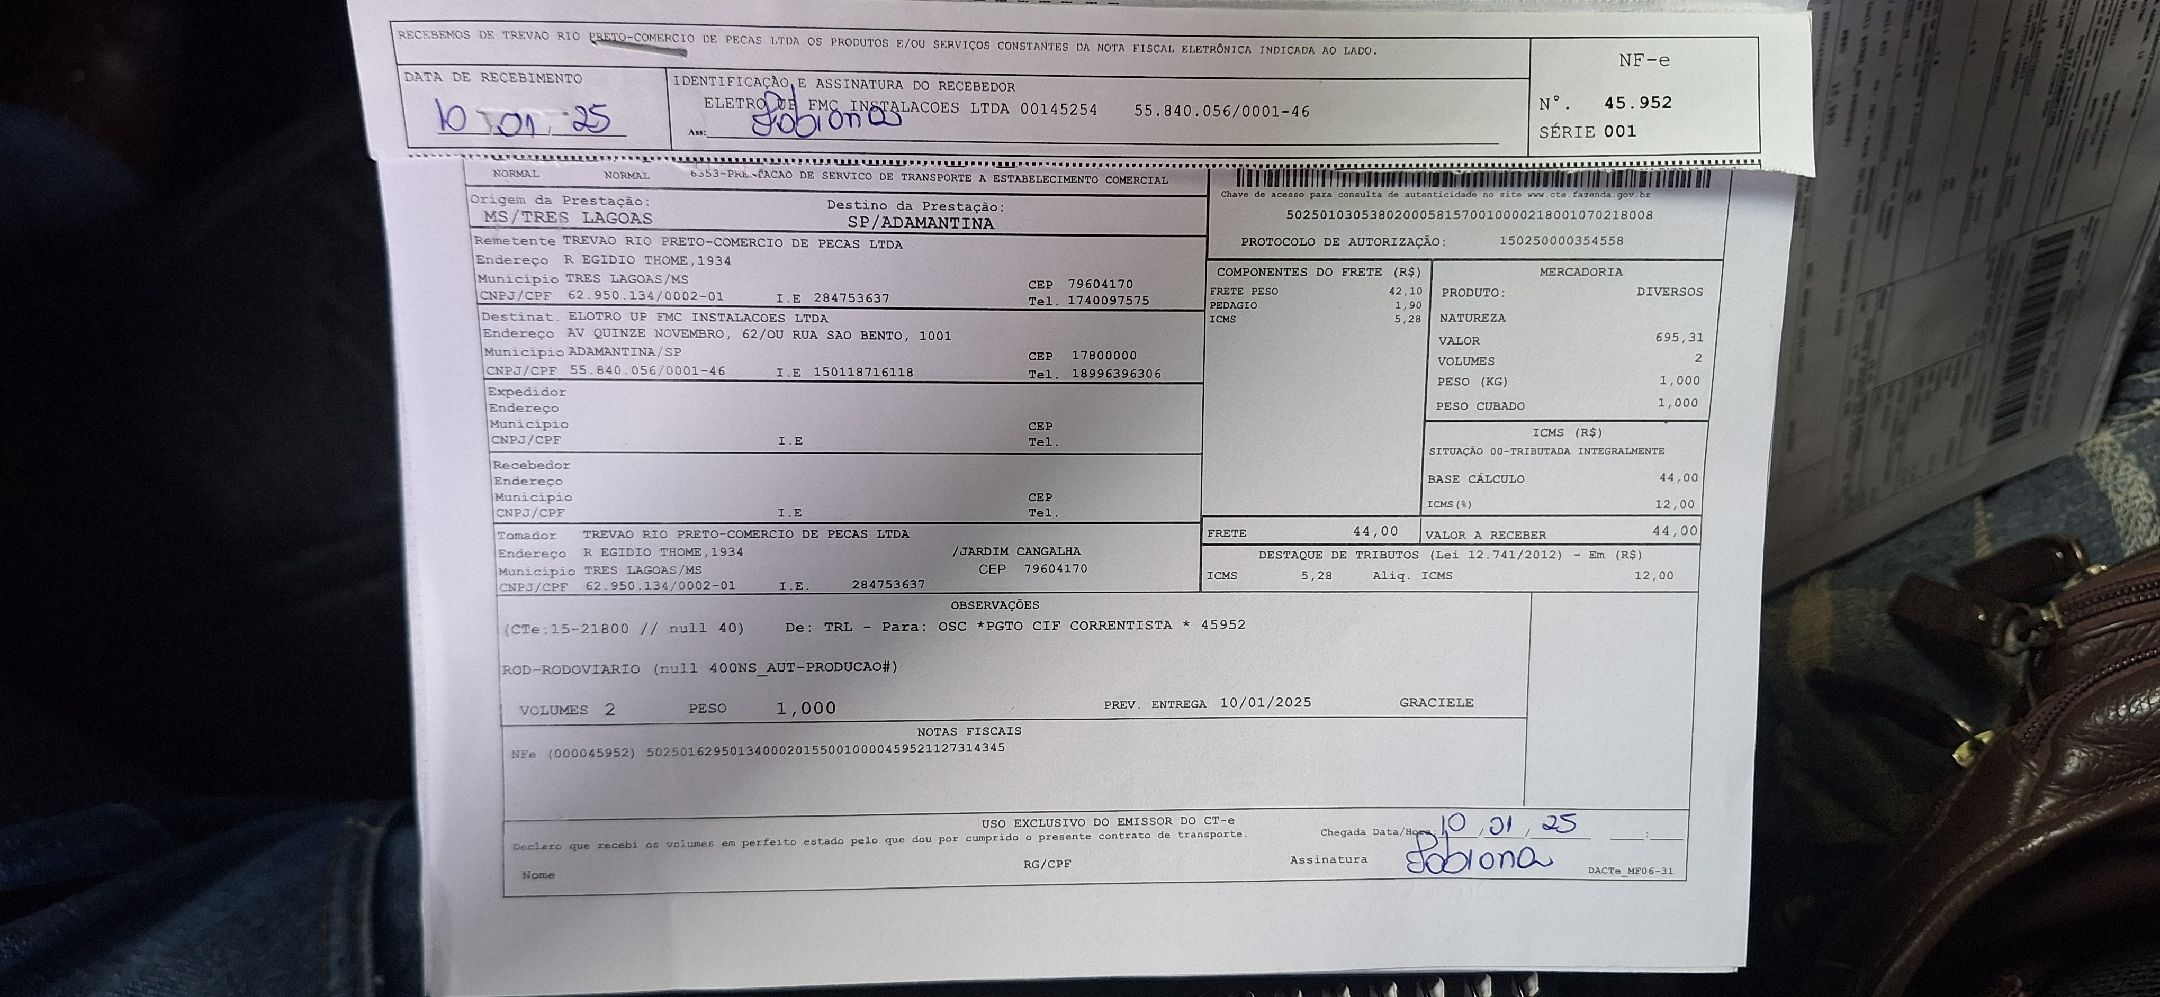 RECEBEMOS DE TREVAO RIO PRETO-COMERCIO DE PECAS LTDA OS PRODUTOS E/OU SERVIÇOS CONSTANTES DA NOTA FISCAL ELETRÔNICA INDICADA AO LADO.
NF-e
Nº. 45.952
SÉRIE 001
DATA DE RECEBIMENTO
10 01 25
IDENTIFICAÇÃO E ASSINATURA DO RECEBEDOR
ELETRO UP FMC INSTALACOES LTDA 00145254 55.840.056/0001-46
Ass: Fabiana
NORMAL NORMAL 6353-PRESTACAO DE SERVICO DE TRANSPORTE A ESTABELECIMENTO COMERCIAL
Origem da Prestação: Destino da Prestação:
MS/TRES LAGOAS SP/ADAMANTINA
Chave de acesso para consulta de autenticidade no site www.cte.fazenda.gov.br
50250103053802000581570010000218001070218008
PROTOCOLO DE AUTORIZAÇÃO: 150250000354558
Remetente TREVAO RIO PRETO-COMERCIO DE PECAS LTDA
Endereço R EGIDIO THOME,1934
Município TRES LAGOAS/MS CEP 79604170
CNPJ/CPF 62.950.134/0002-01 I.E 284753637 Tel. 1740097575
Destinat. ELOTRO UP FMC INSTALACOES LTDA
Endereço AV QUINZE NOVEMBRO, 62/OU RUA SAO BENTO, 1001
Município ADAMANTINA/SP CEP 17800000
CNPJ/CPF 55.840.056/0001-46 I.E 150118716118 Tel. 18996396306
Expedidor
Endereço
Município CEP
CNPJ/CPF I.E Tel.
Recebedor
Endereço
Município CEP
CNPJ/CPF I.E Tel.
Tomador TREVAO RIO PRETO-COMERCIO DE PECAS LTDA
Endereço R EGIDIO THOME,1934 /JARDIM CANGALHA
Município TRES LAGOAS/MS CEP 79604170
CNPJ/CPF 62.950.134/0002-01 I.E. 284753637
COMPONENTES DO FRETE (R$)
FRETE PESO 42,10
PEDAGIO 1,90
ICMS 5,28
MERCADORIA
PRODUTO: DIVERSOS
NATUREZA
VALOR 695,31
VOLUMES 2
PESO (KG) 1,000
PESO CUBADO 1,000
ICMS (R$)
SITUAÇÃO 00-TRIBUTADA INTEGRALMENTE
BASE CÁLCULO 44,00
ICMS(%) 12,00
FRETE 44,00 VALOR A RECEBER 44,00
DESTAQUE DE TRIBUTOS (Lei 12.741/2012) - Em (R$)
ICMS 5,28 Aliq. ICMS 12,00
OBSERVAÇÕES
(CTe:15-21800 // null 40) De: TRL - Para: OSC *PGTO CIF CORRENTISTA * 45952
ROD-RODOVIARIO (null 400NS_AUT-PRODUCAO#)
VOLUMES 2 PESO 1,000 PREV. ENTREGA 10/01/2025 GRACIELE
NOTAS FISCAIS
NFe (000045952) 50250162950134000201550010000459521127314345
USO EXCLUSIVO DO EMISSOR DO CT-e
Declaro que recebi os volumes em perfeito estado pelo que dou por cumprido o presente contrato de transporte.
Chegada Data/Hora: 10 / 01 / 25 :
Nome RG/CPF Assinatura Fabiana
DACTe_MF06-31